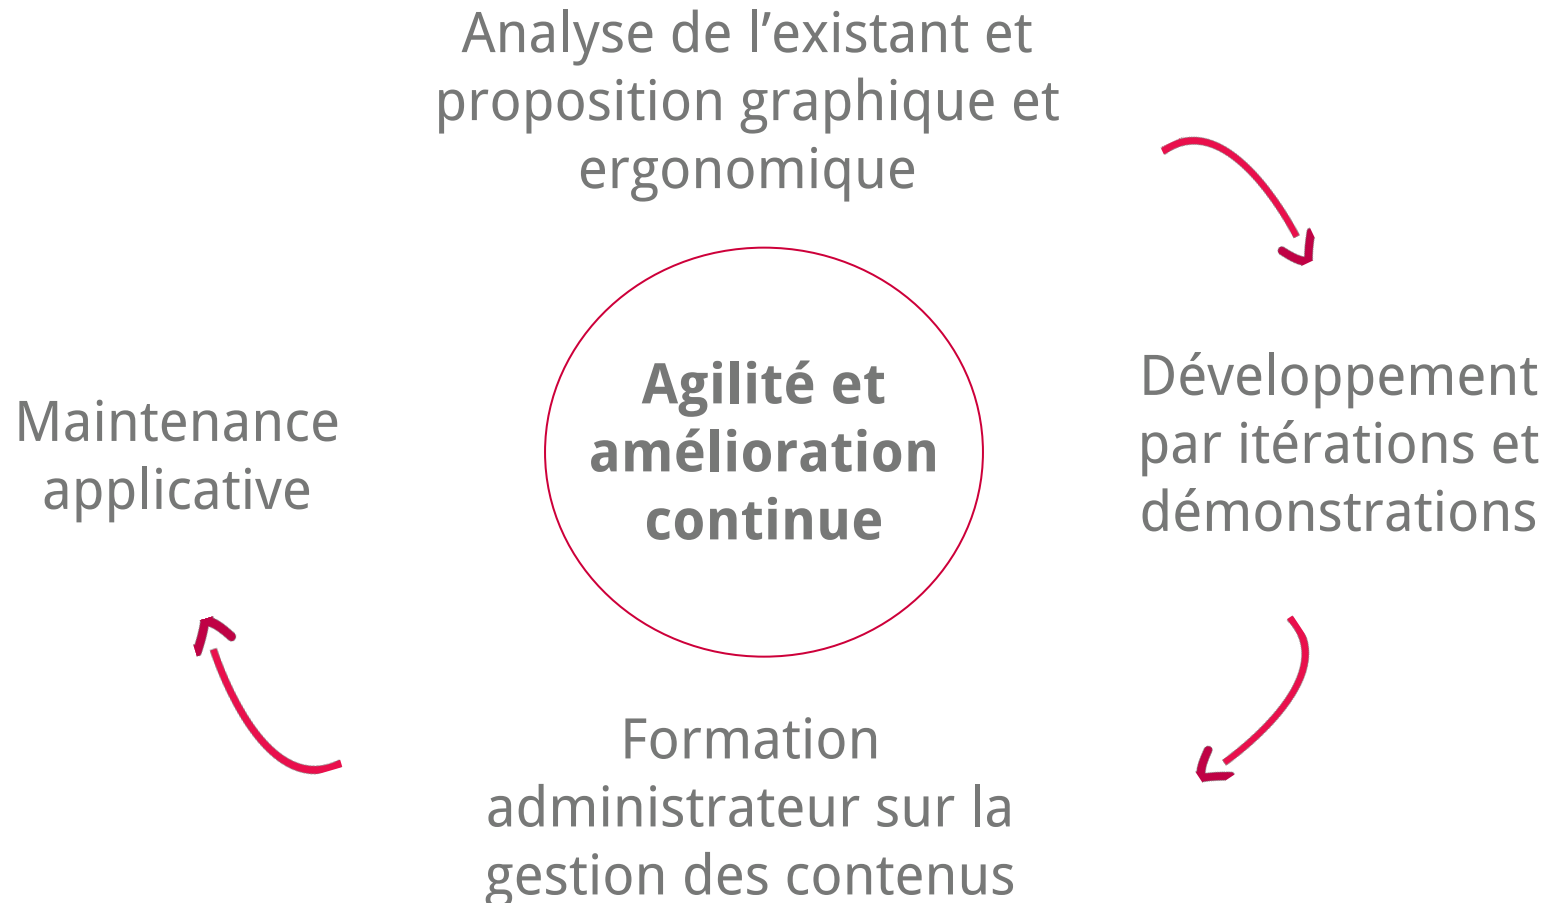 Analyse de l’existant et
proposition graphique et
ergonomique
Agilité et
amélioration
continue
Développement
par itérations et
démonstrations
Maintenance
applicative
Formation
administrateur sur la
gestion des contenus